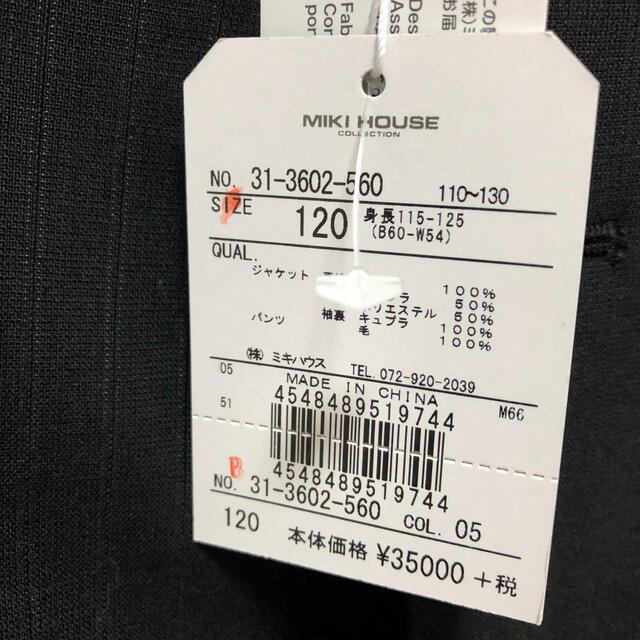 MIKI HOUSE
COLLECTION
NO. 31-3602-560 110~130
SIZE 120 身長115-125
(B60-W54)
QUAL.
ジャケット 100%
50%
リエステル 50%
袖裏 キュプラ 100%
パンツ 毛 100%
(株) ミキハウス TEL.072-920-2039
05 MADE IN CHINA
4548489519744 M66
51
B 4548489519744
NO. 31-3602-560 COL. 05
120 本体価格 ¥35000 +税